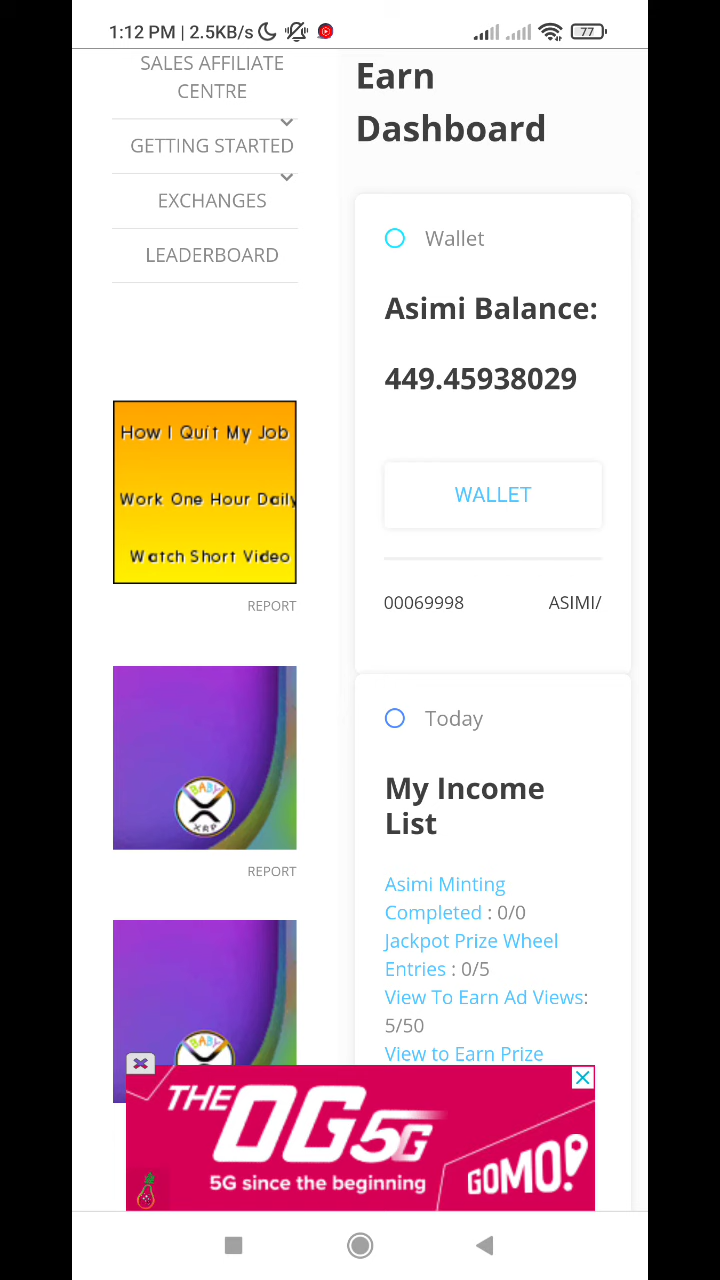 1:12 PM | 2.5KB/s
77
SALES AFFILIATE
CENTRE
GETTING STARTED
EXCHANGES
LEADERBOARD
How I Quit My Job
Work One Hour Daily
Watch Short Video
REPORT
BABY
XRP
REPORT
BABY
Earn
Dashboard
Wallet
Asimi Balance:
449.45938029
WALLET
00069998 ASIMI/
Today
My Income
List
Asimi Minting
Completed : 0/0
Jackpot Prize Wheel
Entries : 0/5
View To Earn Ad Views:
5/50
View to Earn Prize
THE OG 5G
5G since the beginning
GOMO!